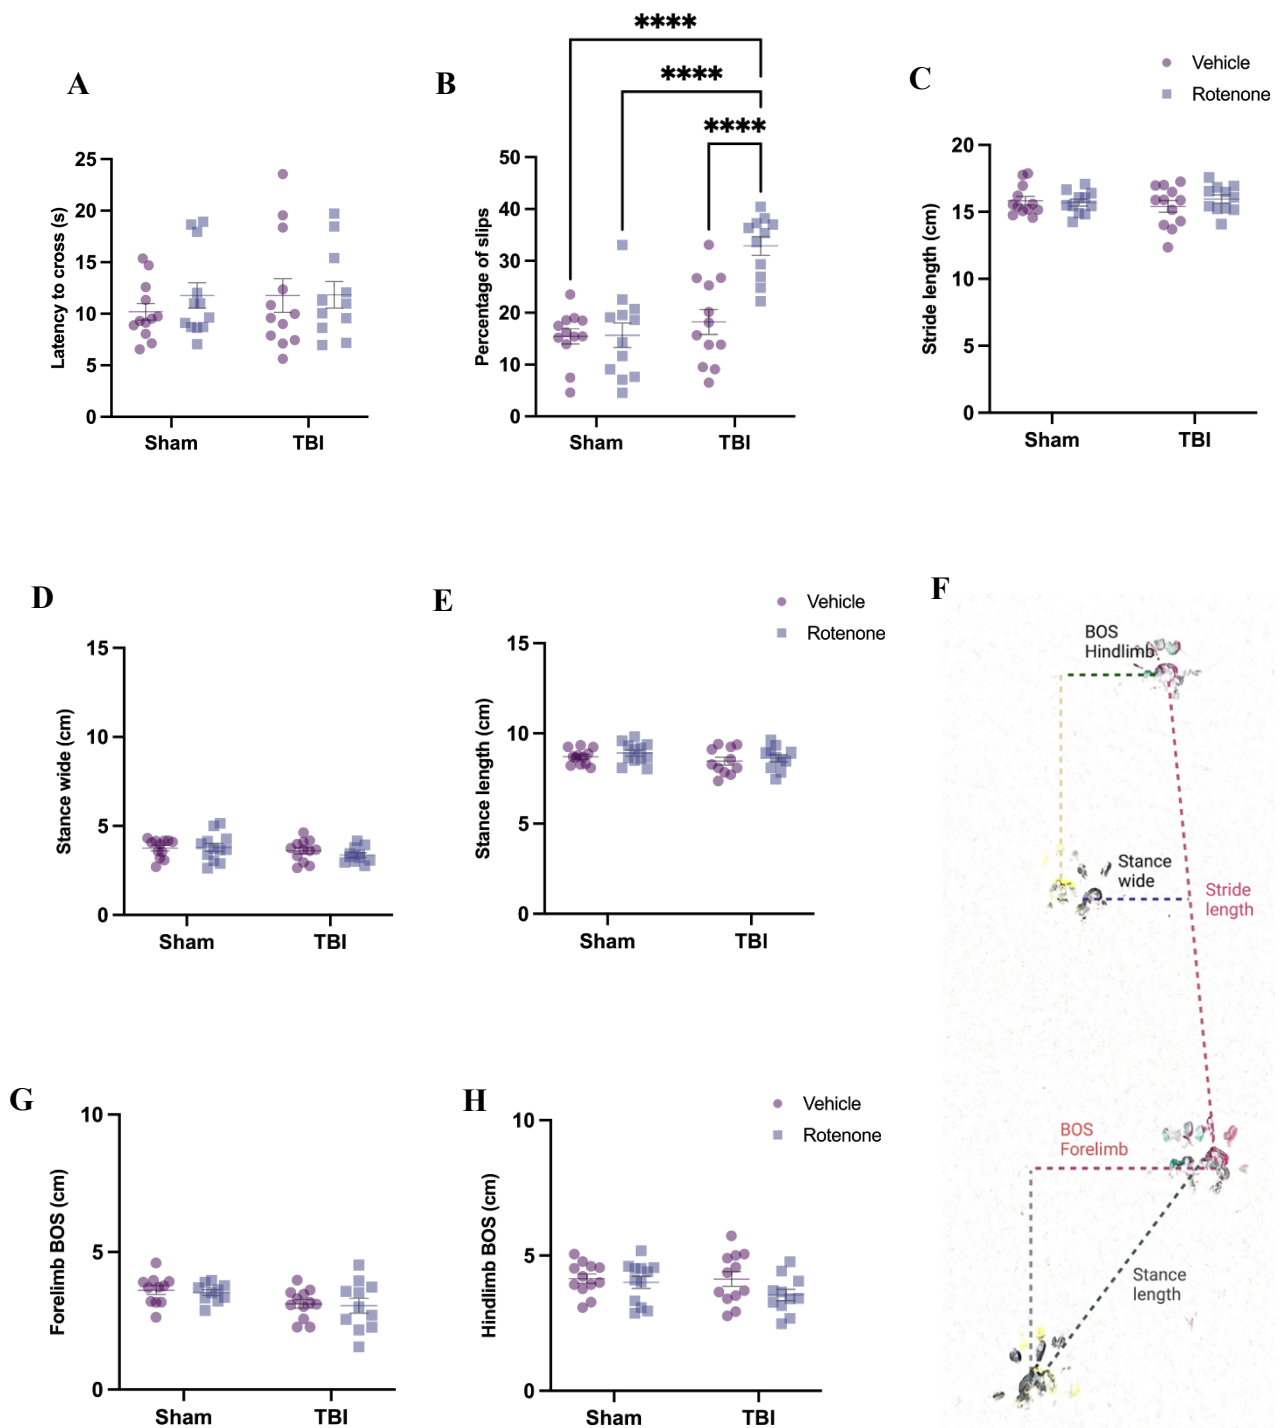 A
Latency to cross (s)
25
20
15
10
5
0
Sham
TBI
B
****
****
****
Percentage of slips
50
40
30
20
10
0
Sham
TBI
C
Vehicle
Rotenone
Stride length (cm)
20
15
10
5
0
Sham
TBI
D
Stance wide (cm)
15
10
5
0
Sham
TBI
E
Vehicle
Rotenone
Stance length (cm)
15
10
5
0
Sham
TBI
F
BOS
Hindlimb
Stance
wide
Stride
length
BOS
Forelimb
Stance
length
G
Forelimb BOS (cm)
10
5
0
Sham
TBI
H
Vehicle
Rotenone
Hindlimb BOS (cm)
10
5
0
Sham
TBI